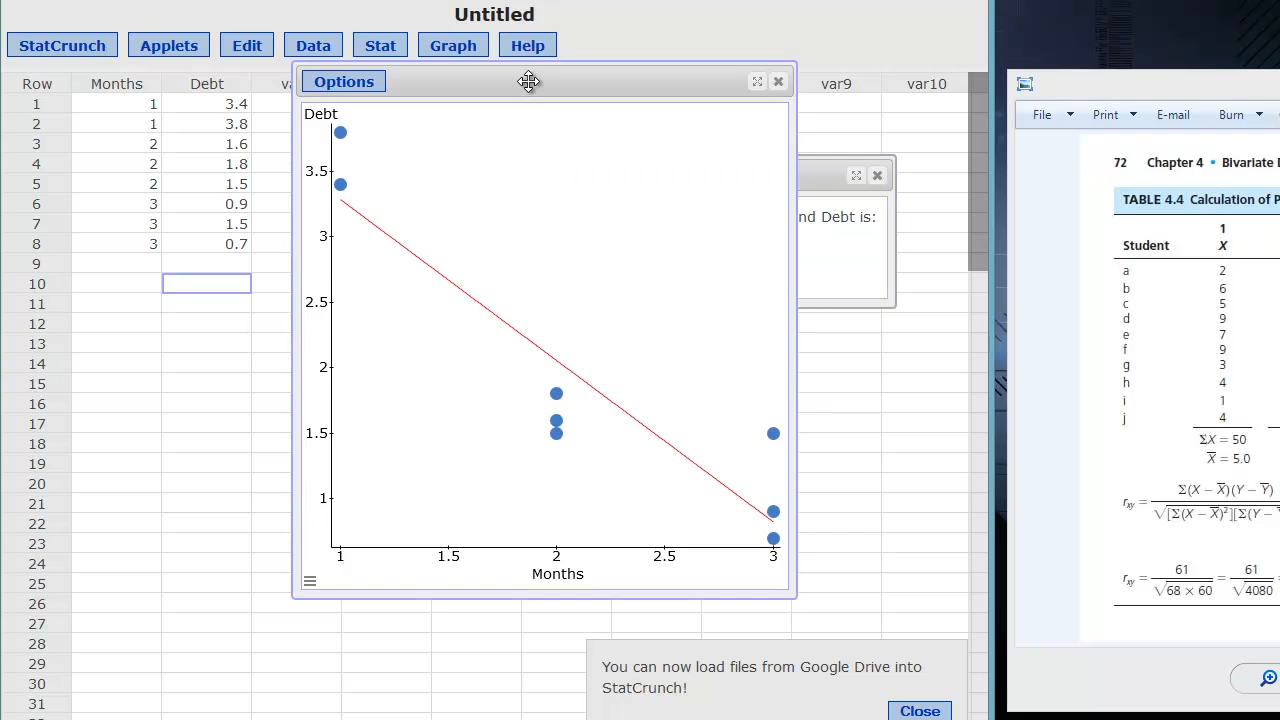 Untitled
StatCrunch Applets Edit Data Stat Graph Help
Row Months Debt var9 var10
1 1 3.4
2 1 3.8
3 2 1.6
4 2 1.8
5 2 1.5
6 3 0.9
7 3 1.5
8 3 0.7
9
10
11
12
13
14
15
16
17
18
19
20
21
22
23
24
25
26
27
28
29
30
31
Options
Debt
3.5
3
2.5
2
1.5
1
1 1.5 2 2.5 3
Months
nd Debt is:
You can now load files from Google Drive into
StatCrunch!
Close
File Print E-mail Burn
72 Chapter 4 • Bivariate
TABLE 4.4 Calculation of
1
Student X
a 2
b 6
c 5
d 9
e 7
f 9
g 3
h 4
i 1
j 4
ΣX = 50
X̅ = 5.0
Σ(X − X̅)(Y − Y̅)
rxy = √[Σ(X − X̅)²][Σ(Y −
61 61
rxy = √68 × 60 = √4080 =